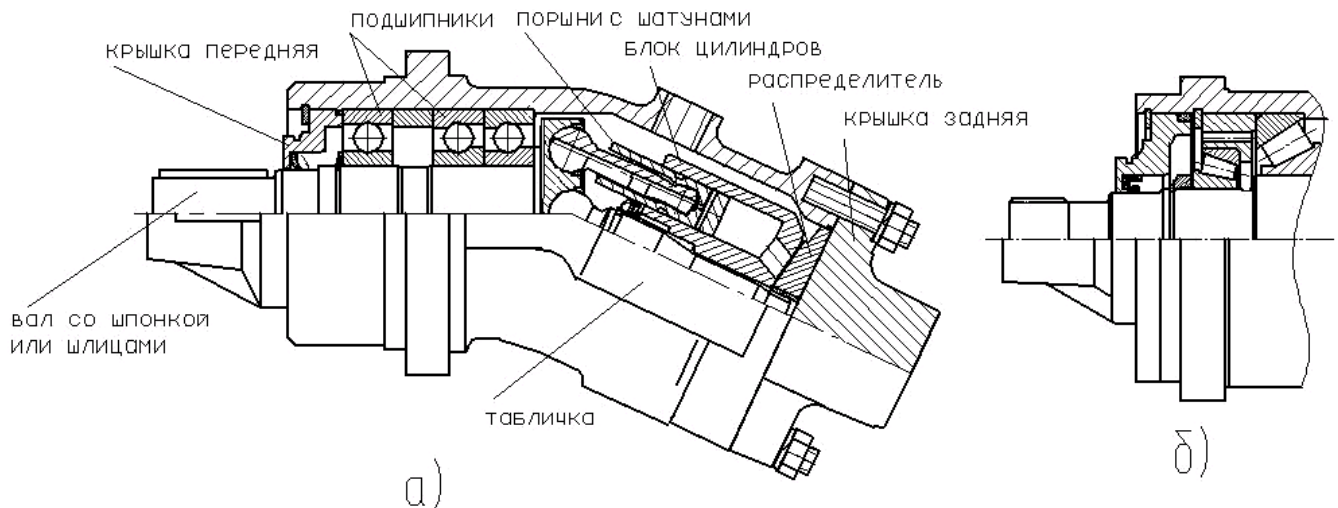 подшипники поршни с шатунами
крышка передняя
блок цилиндров
распределитель
крышка задняя
вал со шпонкой
или шлицами
табличка
а)
б)